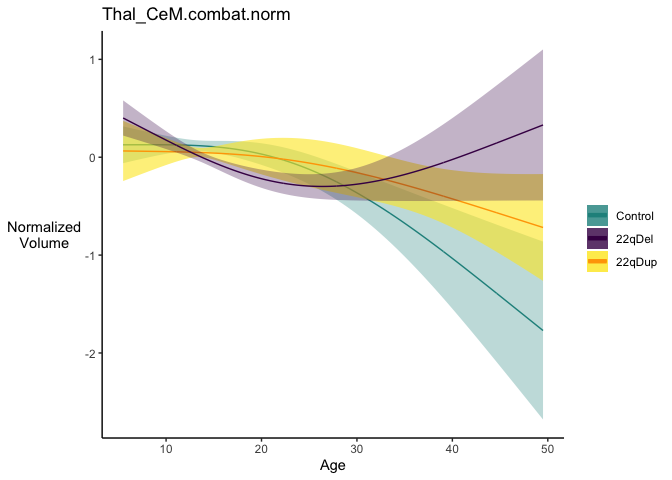 Thal_CeM.combat.norm
1
0
-1
-2
Normalized
Volume
10 20 30 40 50
Age
Control
22qDel
22qDup